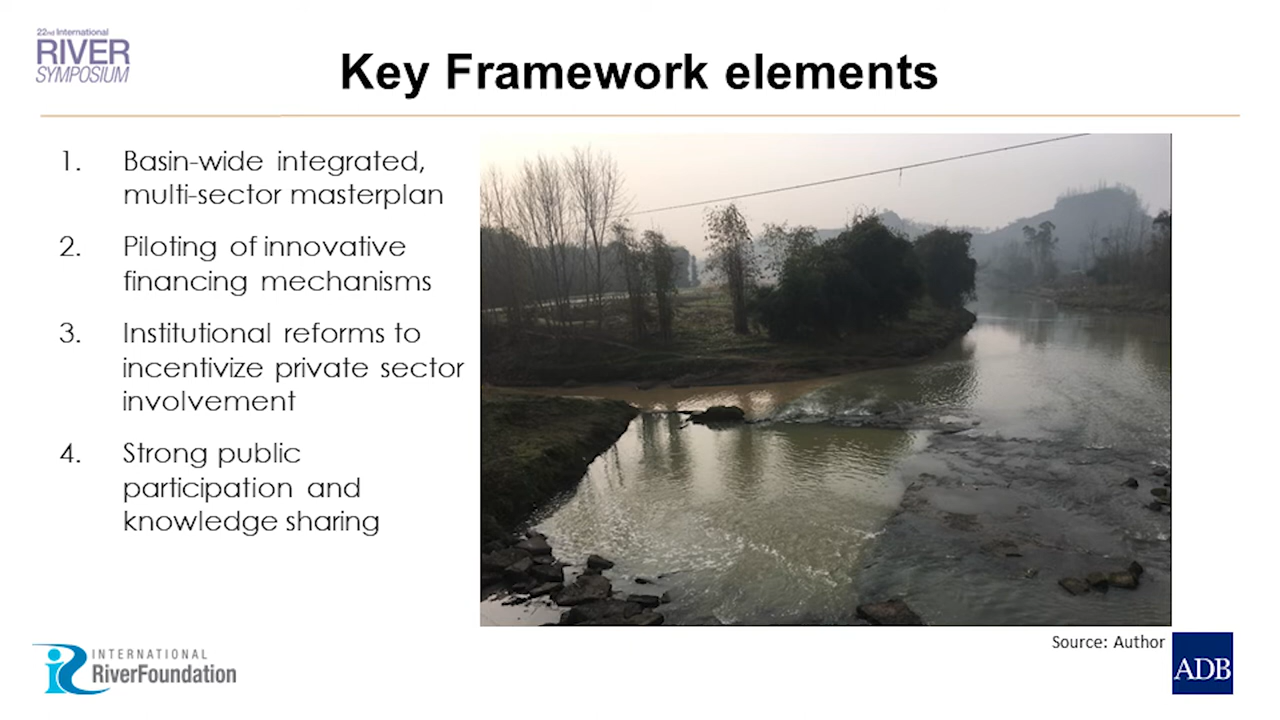 22nd International
RIVER
SYMPOSIUM
Key Framework elements
1. Basin-wide integrated,
multi-sector masterplan
2. Piloting of innovative
financing mechanisms
3. Institutional reforms to
incentivize private sector
involvement
4. Strong public
participation and
knowledge sharing
Source: Author
INTERNATIONAL
RiverFoundation
ADB